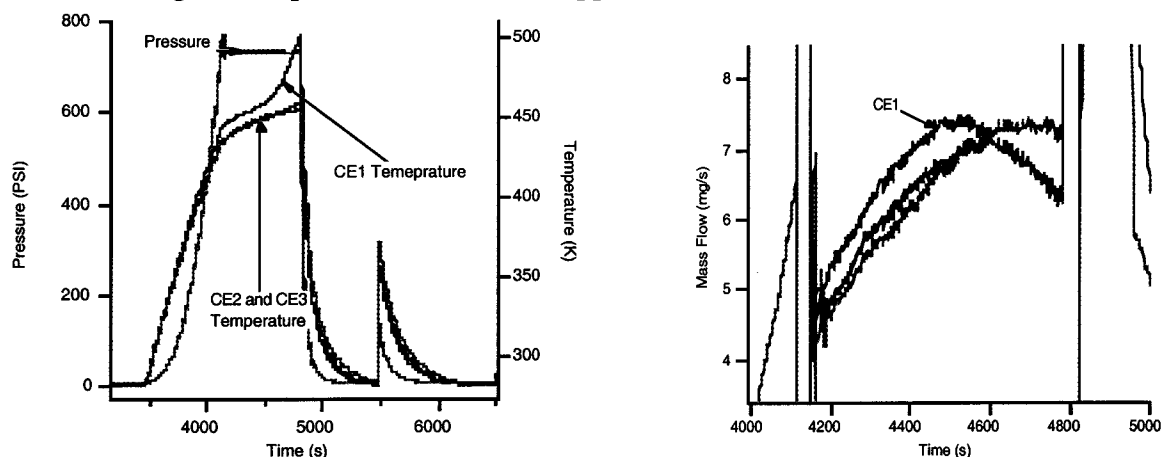 800
600
400
200
0
Pressure (PSI)
Pressure
CE1 Temeprature
CE2 and CE3
Temperature
500
450
400
350
300
Temperature (K)
4000
5000
6000
Time (s)
8
7
6
5
4
Mass Flow (mg/s)
CE1
4000
4200
4400
4600
4800
5000
Time (s)